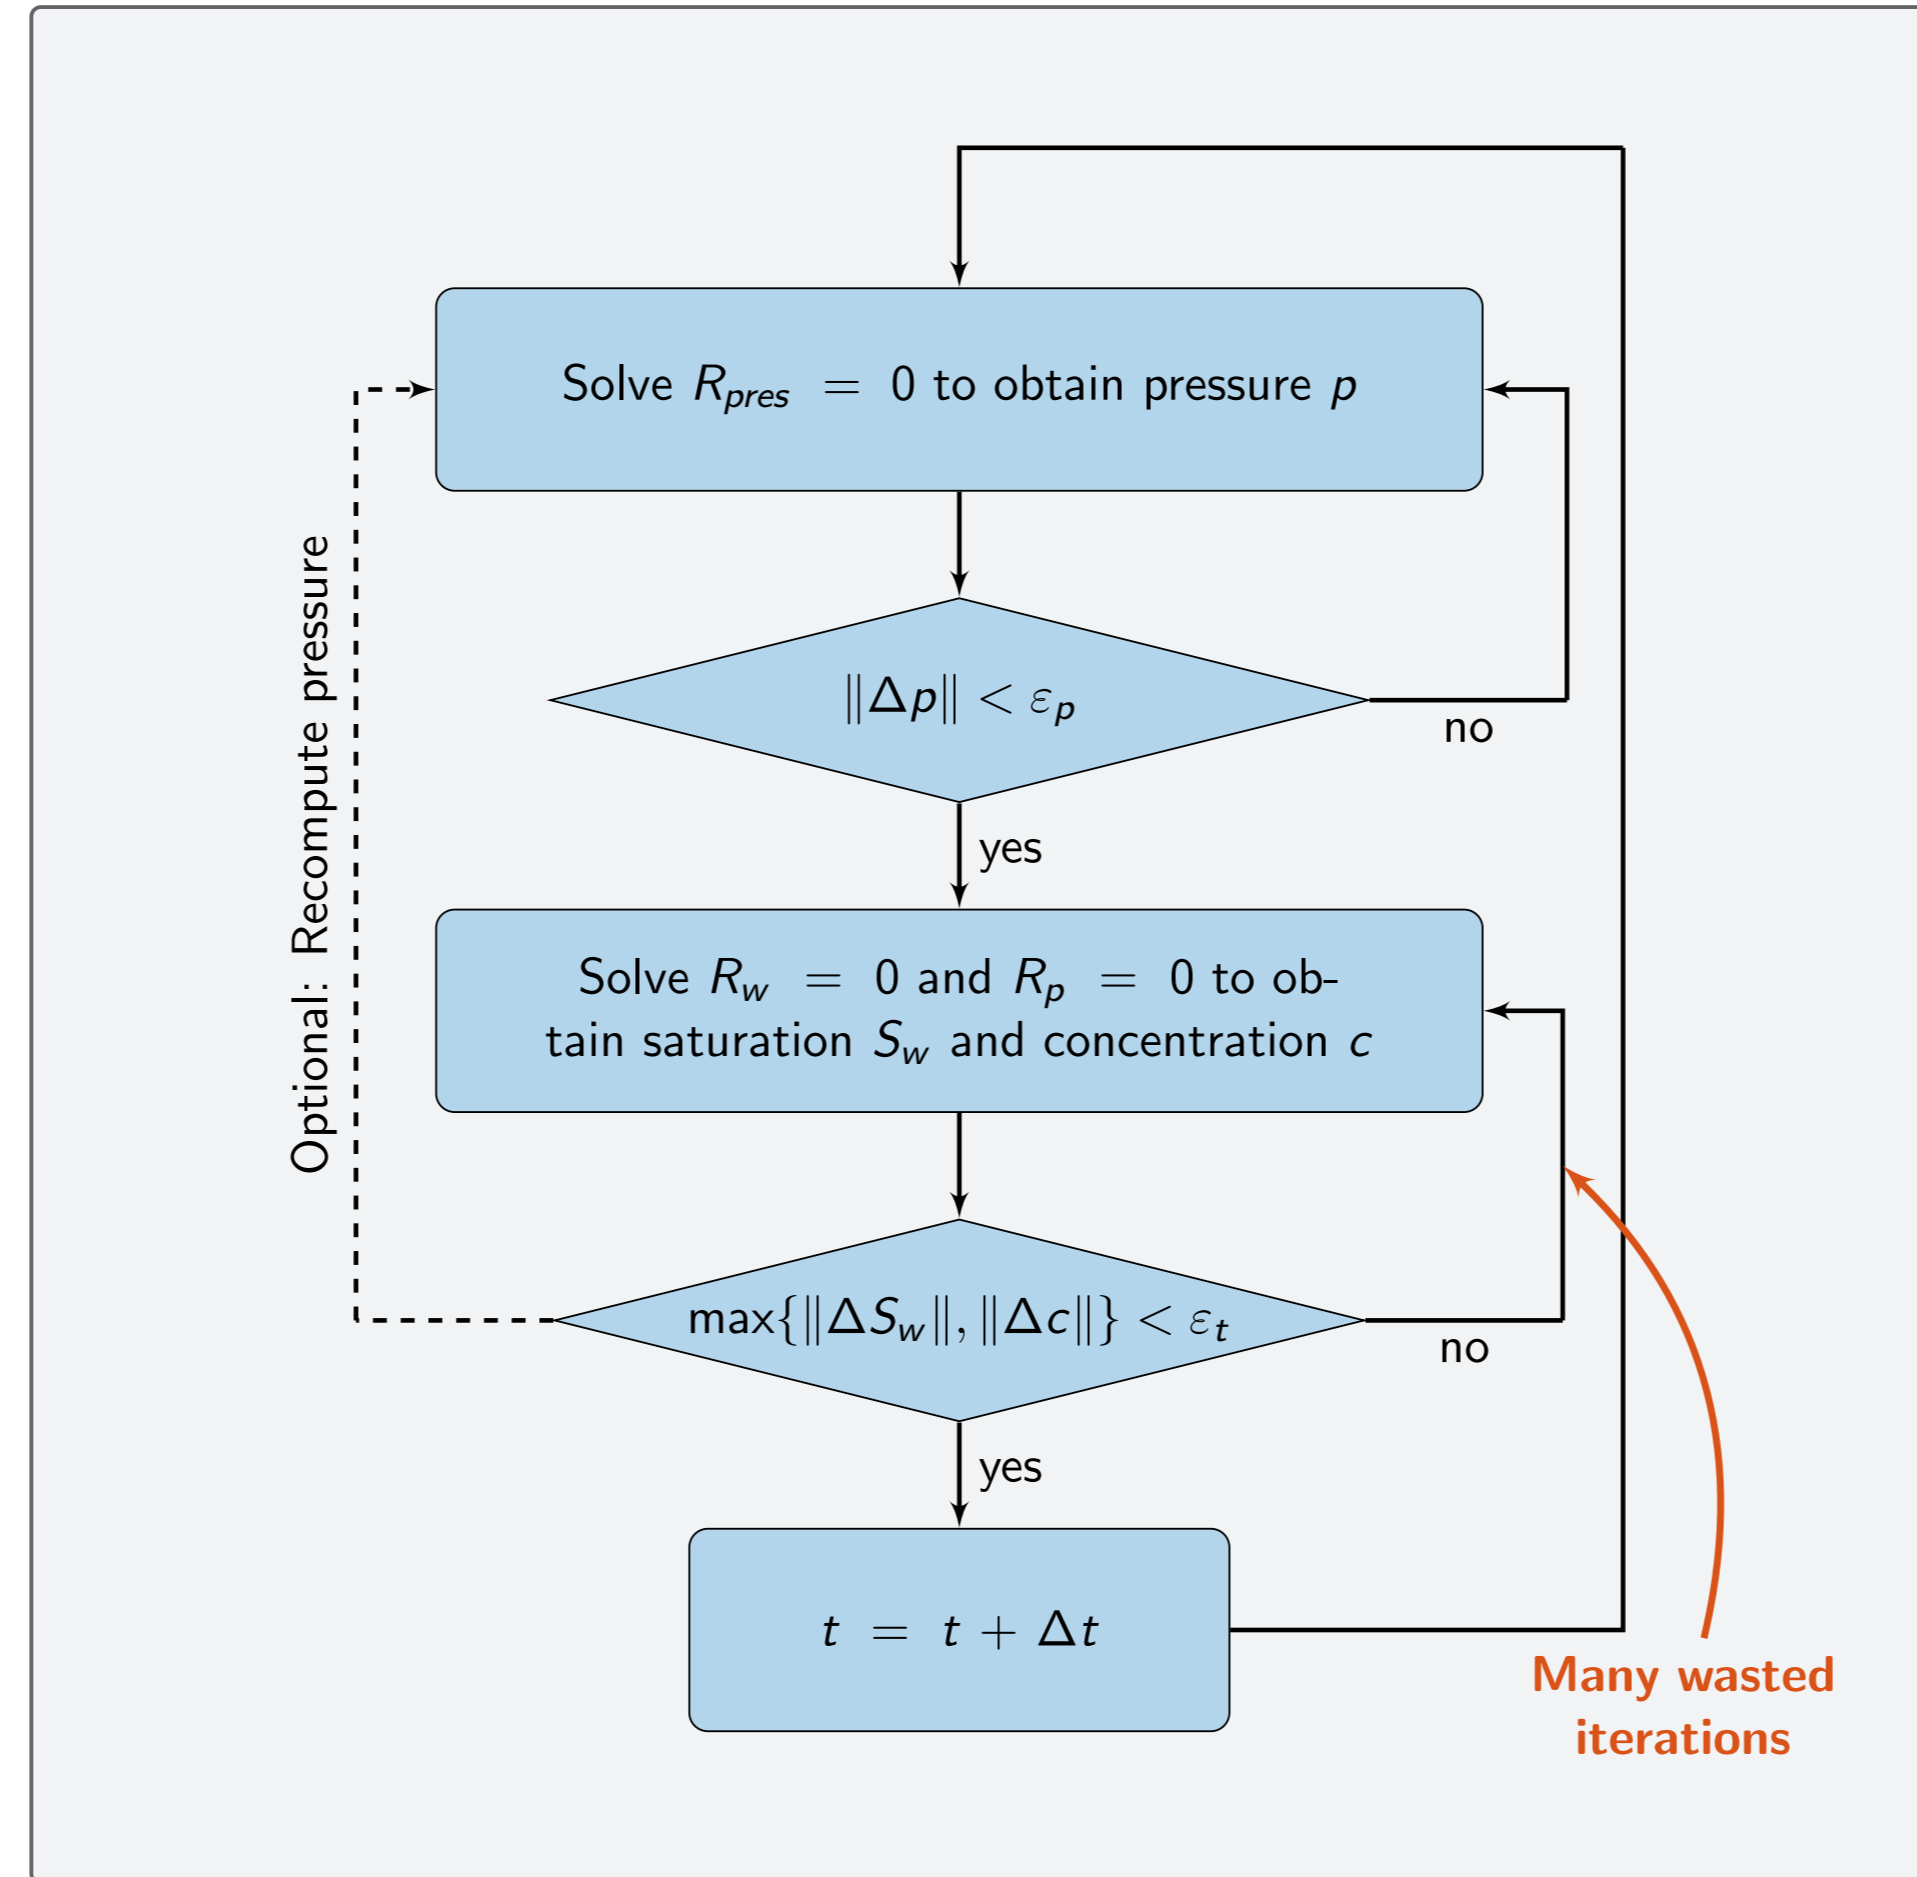 Solve R_pres = 0 to obtain pressure p
‖Δp‖ < ε_p
no
yes
Optional: Recompute pressure
Solve R_w = 0 and R_p = 0 to ob-
tain saturation S_w and concentration c
max{‖ΔS_w‖, ‖Δc‖} < ε_t
no
yes
t = t + Δt
Many wasted
iterations